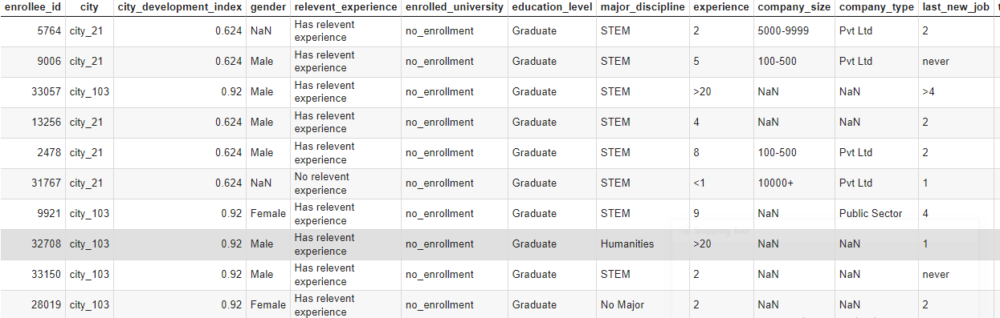 enrollee_id city city_development_index gender relevent_experience enrolled_university education_level major_discipline experience company_size company_type last_new_job
5764 city_21 0.624 NaN Has relevent experience no_enrollment Graduate STEM 2 5000-9999 Pvt Ltd 2
9006 city_21 0.624 Male Has relevent experience no_enrollment Graduate STEM 5 100-500 Pvt Ltd never
33057 city_103 0.92 Male Has relevent experience no_enrollment Graduate STEM >20 NaN NaN >4
13256 city_21 0.624 Male Has relevent experience no_enrollment Graduate STEM 4 NaN NaN 2
2478 city_21 0.624 Male Has relevent experience no_enrollment Graduate STEM 8 100-500 Pvt Ltd 2
31767 city_21 0.624 NaN No relevent experience no_enrollment Graduate STEM <1 10000+ Pvt Ltd 1
9921 city_103 0.92 Female Has relevent experience no_enrollment Graduate STEM 9 NaN Public Sector 4
Snipping Tool
32708 city_103 0.92 Male Has relevent experience no_enrollment Graduate Humanities >20 NaN NaN 1
33150 city_103 0.92 Male Has relevent experience no_enrollment Graduate STEM 2 NaN NaN never
28019 city_103 0.92 Female Has relevent experience no_enrollment Graduate No Major 2 NaN NaN 2